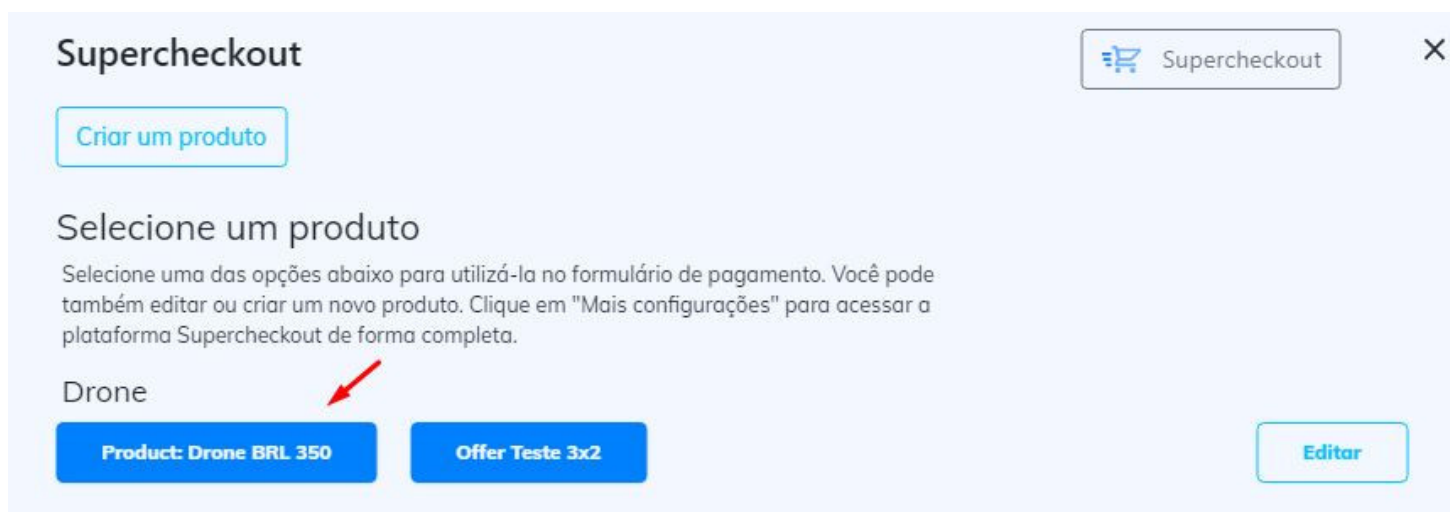 Supercheckout
Supercheckout
Criar um produto
Selecione um produto
Selecione uma das opções abaixo para utilizá-la no formulário de pagamento. Você pode
também editar ou criar um novo produto. Clique em "Mais configurações" para acessar a
plataforma Supercheckout de forma completa.
Drone
Product: Drone BRL 350
Offer Teste 3x2
Editar